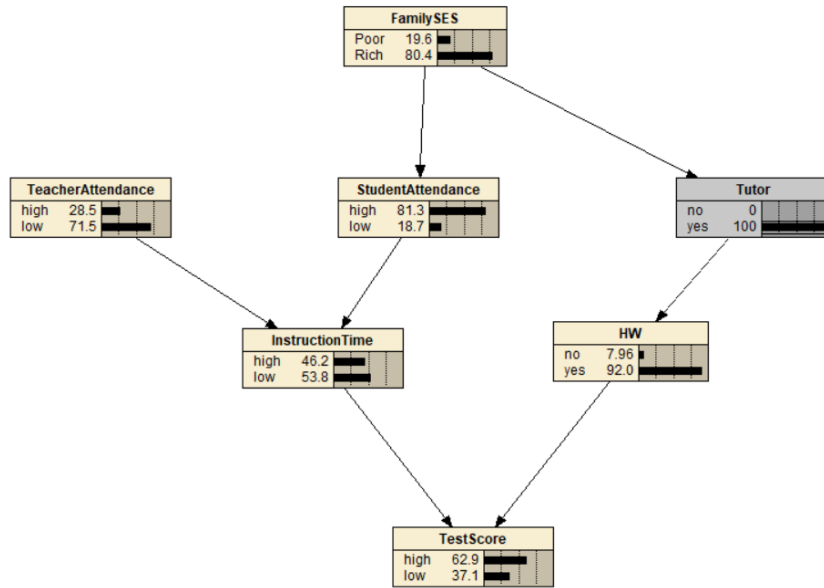 FamilySES
Poor 19.6
Rich 80.4
TeacherAttendance
high 28.5
low 71.5
StudentAttendance
high 81.3
low 18.7
Tutor
no 0
yes 100
InstructionTime
high 46.2
low 53.8
HW
no 7.96
yes 92.0
TestScore
high 62.9
low 37.1